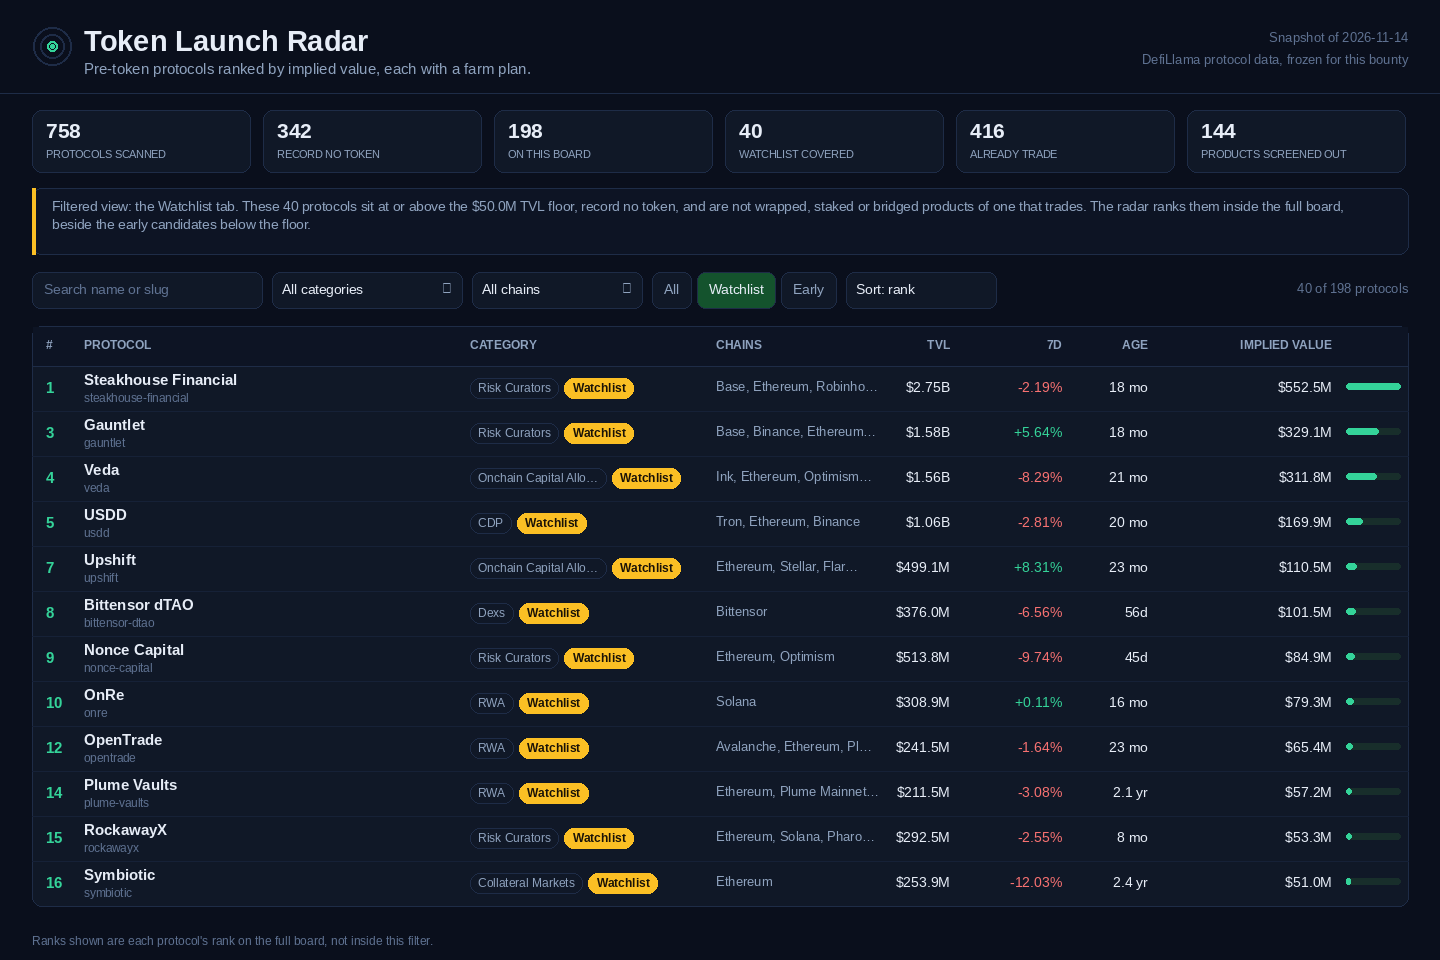 Token Launch Radar
Pre-token protocols ranked by implied value, each with a farm plan.
Snapshot of 2026-11-14
DefiLlama protocol data, frozen for this bounty
758
PROTOCOLS SCANNED
342
RECORD NO TOKEN
198
ON THIS BOARD
40
WATCHLIST COVERED
416
ALREADY TRADE
144
PRODUCTS SCREENED OUT
Filtered view: the Watchlist tab. These 40 protocols sit at or above the $50.0M TVL floor, record no token, and are not wrapped, staked or bridged products of one that trades. The radar ranks them inside the full board,
beside the early candidates below the floor.
Search name or slug
All categories
All chains
All
Watchlist
Early
Sort: rank
40 of 198 protocols
# PROTOCOL CATEGORY CHAINS TVL 7D AGE IMPLIED VALUE
1 Steakhouse Financial Risk Curators Watchlist Base, Ethereum, Robinho... $2.75B -2.19% 18 mo $552.5M
steakhouse-financial
3 Gauntlet Risk Curators Watchlist Base, Binance, Ethereum... $1.58B +5.64% 18 mo $329.1M
gauntlet
4 Veda Onchain Capital Allo... Watchlist Ink, Ethereum, Optimism... $1.56B -8.29% 21 mo $311.8M
veda
5 USDD CDP Watchlist Tron, Ethereum, Binance $1.06B -2.81% 20 mo $169.9M
usdd
7 Upshift Onchain Capital Allo... Watchlist Ethereum, Stellar, Flar... $499.1M +8.31% 23 mo $110.5M
upshift
8 Bittensor dTAO Dexs Watchlist Bittensor $376.0M -6.56% 56d $101.5M
bittensor-dtao
9 Nonce Capital Risk Curators Watchlist Ethereum, Optimism $513.8M -9.74% 45d $84.9M
nonce-capital
10 OnRe RWA Watchlist Solana $308.9M +0.11% 16 mo $79.3M
onre
12 OpenTrade RWA Watchlist Avalanche, Ethereum, Pl... $241.5M -1.64% 23 mo $65.4M
opentrade
14 Plume Vaults RWA Watchlist Ethereum, Plume Mainnet... $211.5M -3.08% 2.1 yr $57.2M
plume-vaults
15 RockawayX Risk Curators Watchlist Ethereum, Solana, Pharo... $292.5M -2.55% 8 mo $53.3M
rockawayx
16 Symbiotic Collateral Markets Watchlist Ethereum $253.9M -12.03% 2.4 yr $51.0M
symbiotic
Ranks shown are each protocol's rank on the full board, not inside this filter.